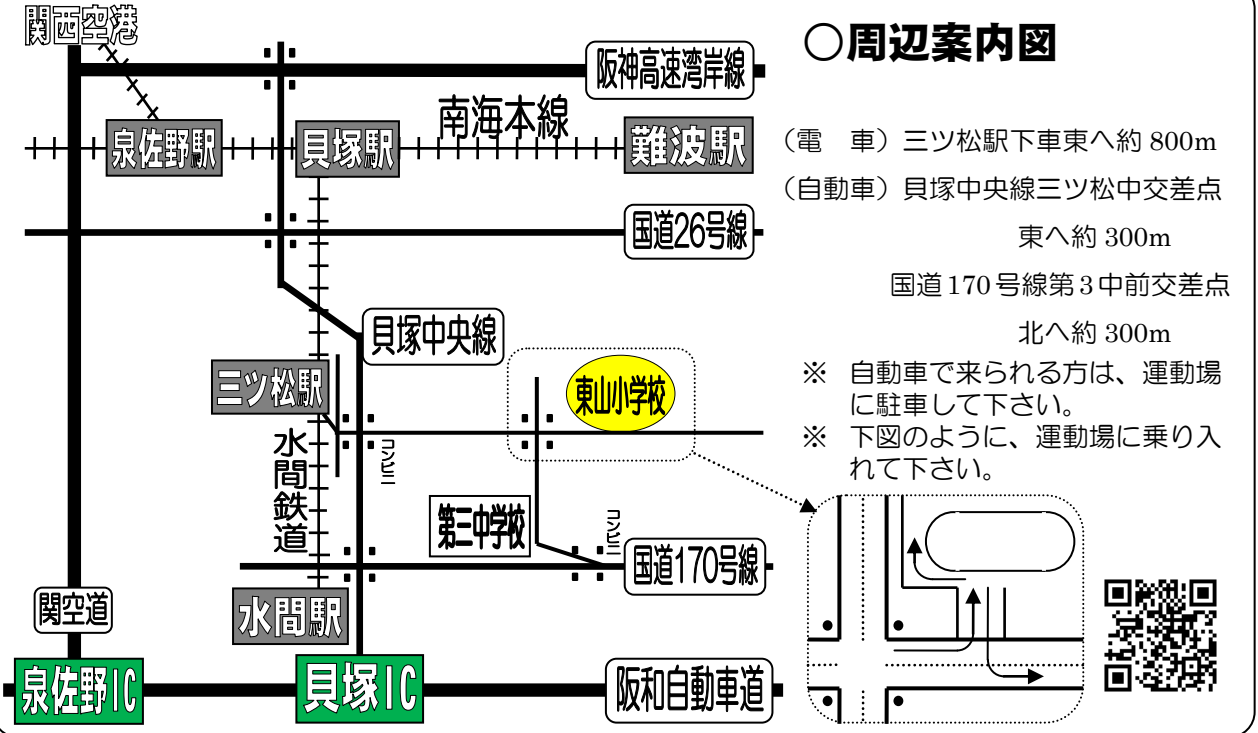 関西空港
○周辺案内図
阪神高速湾岸線
南海本線
泉佐野駅
貝塚駅
難波駅
（電　車）三ツ松駅下車東へ約 800m
（自動車）貝塚中央線三ツ松中交差点
東へ約 300m
国道 170 号線第 3 中前交差点
北へ約 300m
国道26号線
貝塚中央線
三ツ松駅
東山小学校
※　自動車で来られる方は、運動場
に駐車して下さい。
※　下図のように、運動場に乗り入
れて下さい。
水間鉄道
コンビニ
第三中学校
コンビニ
国道170号線
関空道
水間駅
泉佐野IC
貝塚IC
阪和自動車道